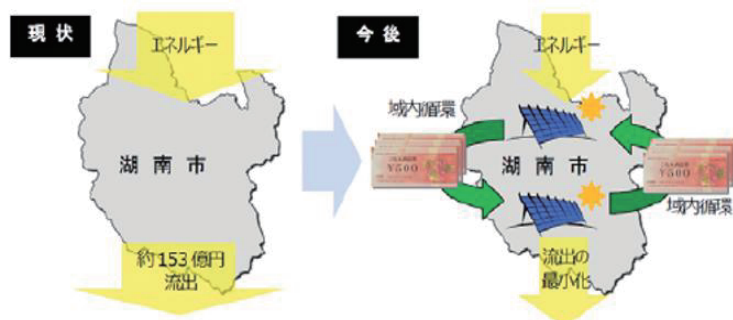 現状
エネルギー
湖南市
約153億円
流出
今後
エネルギー
域内循環
¥500
¥500
湖南市
域内循環
流出の
最小化